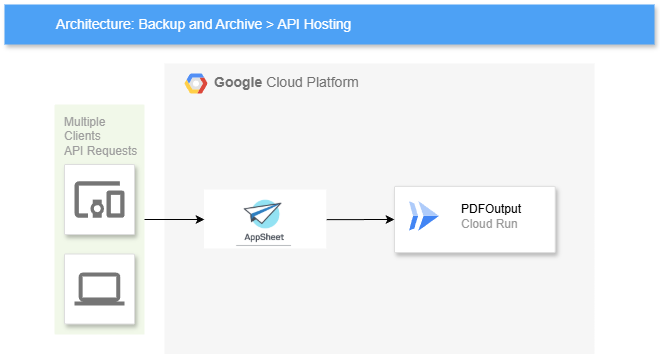 Architecture: Backup and Archive > API Hosting
Google Cloud Platform
Multiple
Clients
API Requests
AppSheet
PDFOutput
Cloud Run